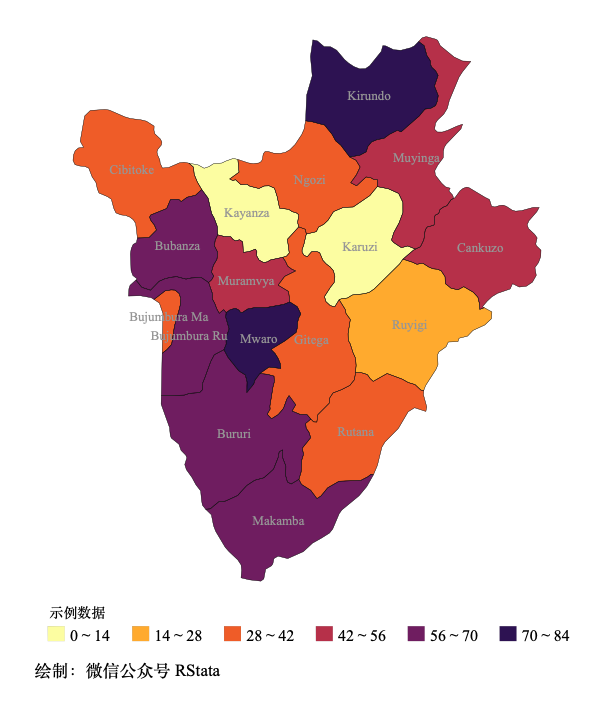 Kirundo
Muyinga
Cibitoke
Ngozi
Kayanza
Bubanza
Karuzi
Cankuzo
Muramvya
Bujumbura Ma
Ruyigi
Bujumbura Ru
Mwaro
Gitega
Bururi
Rutana
Makamba
示例数据
0 ~ 14 14 ~ 28 28 ~ 42 42 ~ 56 56 ~ 70 70 ~ 84
绘制：微信公众号 RStata